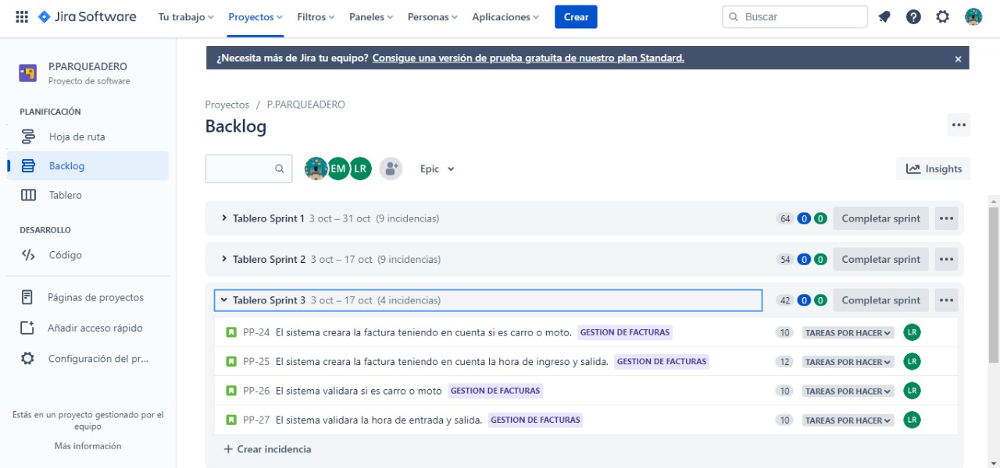 Jira Software Tu trabajo Proyectos Filtros Paneles Personas Aplicaciones Crear Buscar
¿Necesita más de Jira tu equipo? Consigue una versión de prueba gratuita de nuestro plan Standard.
P.PARQUEADERO
Proyecto de software
PLANIFICACIÓN
Hoja de ruta
Backlog
Tablero
DESARROLLO
Código
Páginas de proyectos
Añadir acceso rápido
Configuración del pr...
Estás en un proyecto gestionado por el
equipo
Más información
Proyectos / P.PARQUEADERO
Backlog
EM LR Epic Insights
Tablero Sprint 1 3 oct – 31 oct (9 incidencias) 64 0 0 Completar sprint
Tablero Sprint 2 3 oct – 17 oct (9 incidencias) 54 0 0 Completar sprint
Tablero Sprint 3 3 oct – 17 oct (4 incidencias) 42 0 0 Completar sprint
PP-24 El sistema creara la factura teniendo en cuenta si es carro o moto. GESTION DE FACTURAS 10 TAREAS POR HACER LR
PP-25 El sistema creara la factura teniendo en cuenta la hora de ingreso y salida. GESTION DE FACTURAS 12 TAREAS POR HACER LR
PP-26 El sistema validara si es carro o moto GESTION DE FACTURAS 10 TAREAS POR HACER LR
PP-27 El sistema validara la hora de entrada y salida. GESTION DE FACTURAS 10 TAREAS POR HACER LR
+ Crear incidencia